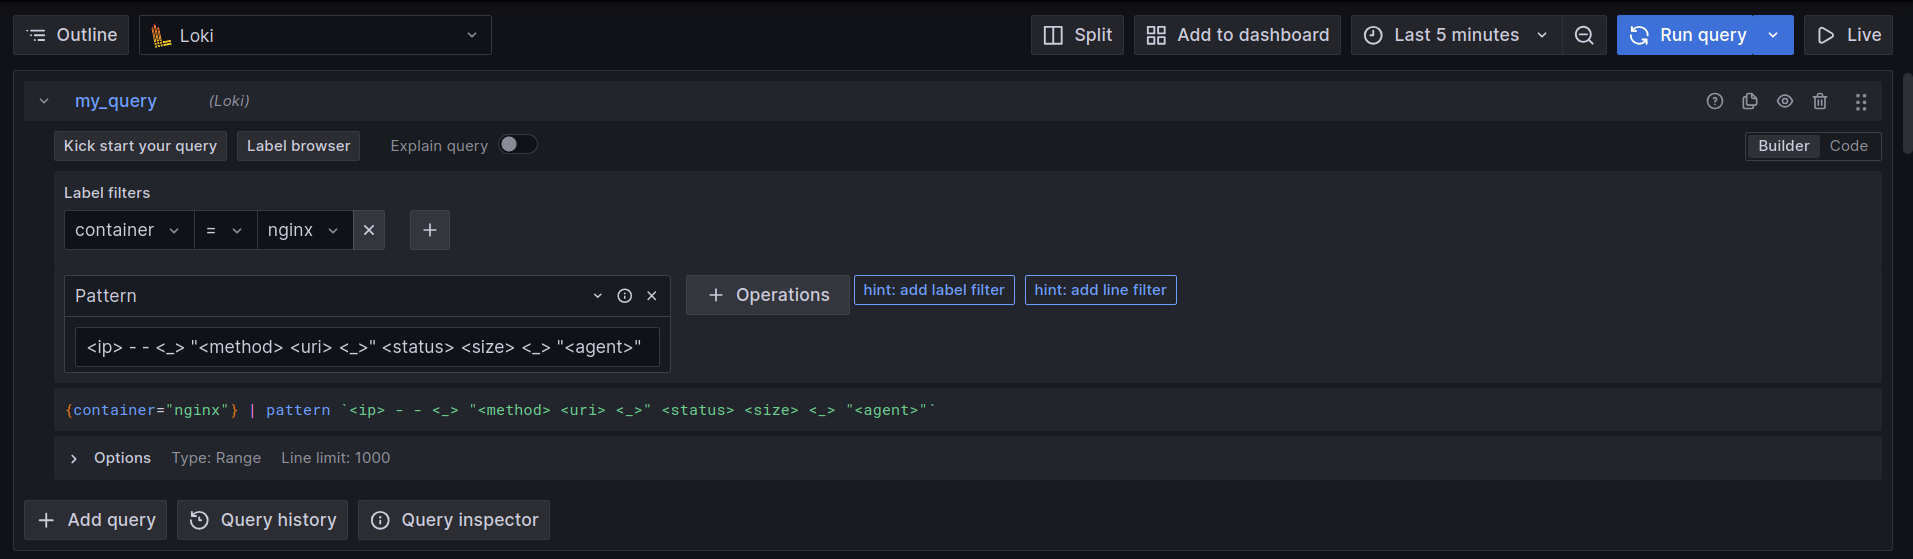 Outline Loki Split Add to dashboard Last 5 minutes Run query Live
my_query (Loki)
Kick start your query Label browser Explain query Builder Code
Label filters
container = nginx
Pattern Operations hint: add label filter hint: add line filter
<ip> - - <_> "<method> <uri> <_>" <status> <size> <_> "<agent>"
{container="nginx"} | pattern `<ip> - - <_> "<method> <uri> <_>" <status> <size> <_> "<agent>"`
Options Type: Range Line limit: 1000
Add query Query history Query inspector